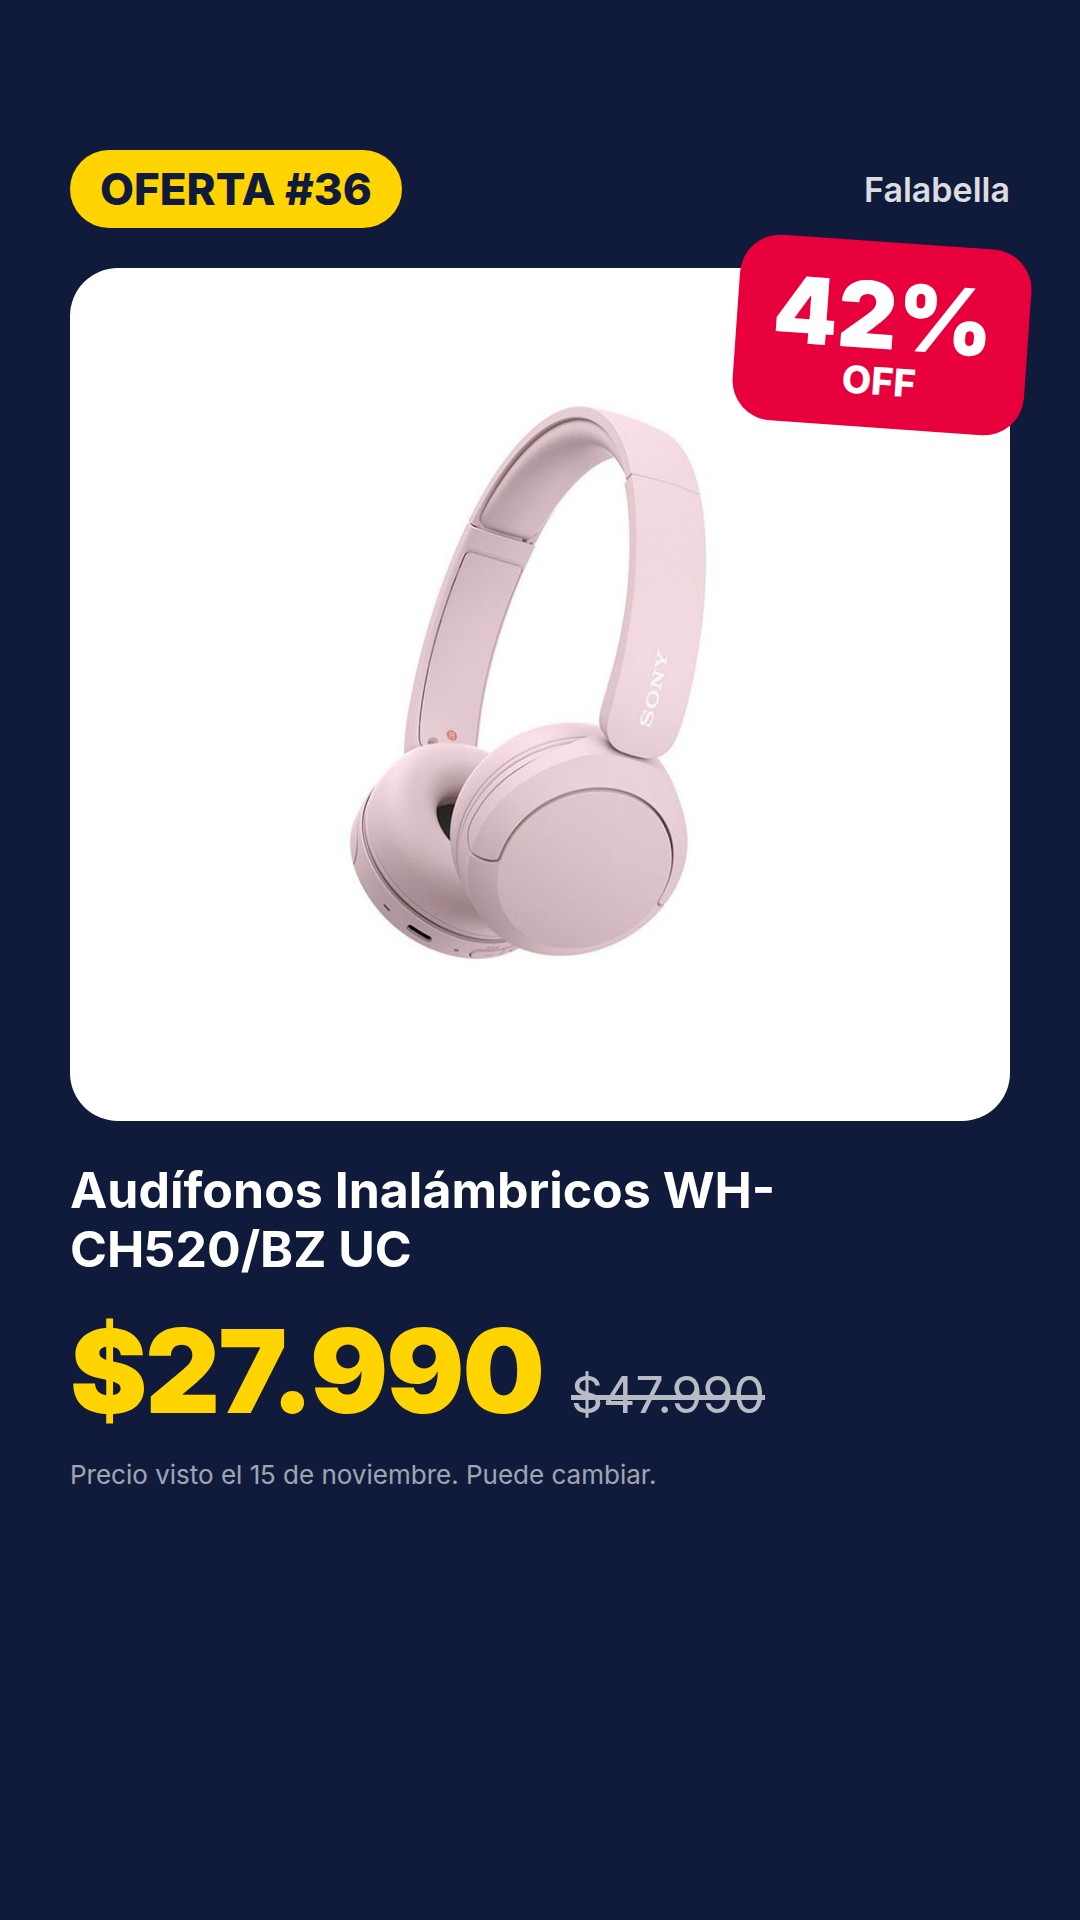 OFERTA #36
Falabella
42%
OFF
SONY
Audífonos Inalámbricos WH-
CH520/BZ UC
$27.990 $47.990
Precio visto el 15 de noviembre. Puede cambiar.